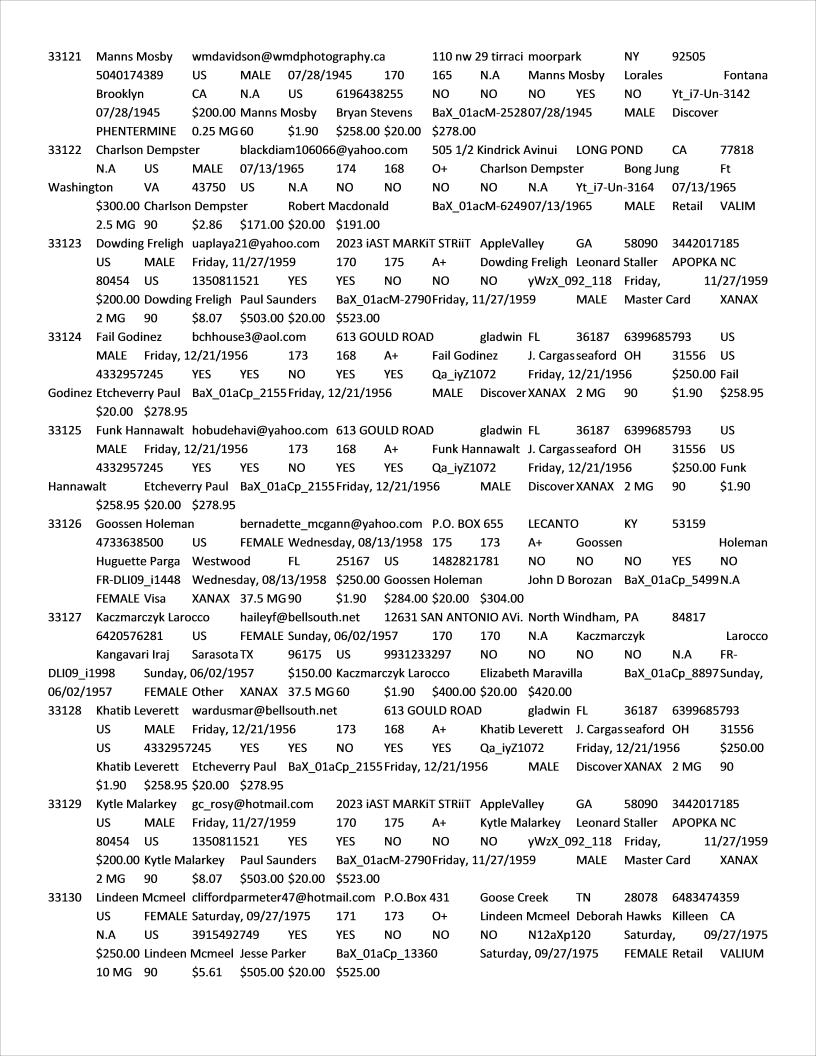 33121 Manns Mosby wmdavidson@wmdphotography.ca 110 nw 29 tirraci moorpark NY 92505
5040174389 US MALE 07/28/1945 170 165 N.A Manns Mosby Lorales Fontana
Brooklyn CA N.A US 6196438255 NO NO NO YES NO Yt_i7-Un-3142
07/28/1945 $200.00 Manns Mosby Bryan Stevens BaX_01acM-252807/28/1945 MALE Discover
PHENTERMINE 0.25 MG 60 $1.90 $258.00 $20.00 $278.00
33122 Charlson Dempster blackdiam106066@yahoo.com 505 1/2 Kindrick Avinui LONG POND CA 77818
N.A US MALE 07/13/1965 174 168 O+ Charlson Dempster Bong Jung Ft
Washington VA 43750 US N.A NO NO NO NO N.A Yt_i7-Un-3164 07/13/1965
$300.00 Charlson Dempster Robert Macdonald BaX_01acM-624907/13/1965 MALE Retail VALIM
2.5 MG 90 $2.86 $171.00 $20.00 $191.00
33123 Dowding Freligh uaplaya21@yahoo.com 2023 iAST MARKiT STRiiT AppleValley GA 58090 3442017185
US MALE Friday, 11/27/1959 170 175 A+ Dowding Freligh Leonard Staller APOPKA NC
80454 US 1350811521 YES YES NO NO NO yWzX_092_118 Friday, 11/27/1959
$200.00 Dowding Freligh Paul Saunders BaX_01acM-2790Friday, 11/27/1959 MALE Master Card XANAX
2 MG 90 $8.07 $503.00 $20.00 $523.00
33124 Fail Godinez bchhouse3@aol.com 613 GOULD ROAD gladwin FL 36187 6399685793 US
MALE Friday, 12/21/1956 173 168 A+ Fail Godinez J. Cargas seaford OH 31556 US
4332957245 YES YES NO YES YES Qa_iyZ1072 Friday, 12/21/1956 $250.00 Fail
Godinez Etcheverry Paul BaX_01aCp_2155Friday, 12/21/1956 MALE Discover XANAX 2 MG 90 $1.90 $258.95
$20.00 $278.95
33125 Funk Hannawalt hobudehavi@yahoo.com 613 GOULD ROAD gladwin FL 36187 6399685793 US
MALE Friday, 12/21/1956 173 168 A+ Funk Hannawalt J. Cargas seaford OH 31556 US
4332957245 YES YES NO YES YES Qa_iyZ1072 Friday, 12/21/1956 $250.00 Funk
Hannawalt Etcheverry Paul BaX_01aCp_2155Friday, 12/21/1956 MALE Discover XANAX 2 MG 90 $1.90
$258.95 $20.00 $278.95
33126 Goossen Holeman bernadette_mcgann@yahoo.com P.O. BOX 655 LECANTO KY 53159
4733638500 US FEMALE Wednesday, 08/13/1958 175 173 A+ Goossen Holeman
Huguette Parga Westwood FL 25167 US 1482821781 NO NO NO YES NO
FR-DLI09_i1448 Wednesday, 08/13/1958 $250.00 Goossen Holeman John D Borozan BaX_01aCp_5499N.A
FEMALE Visa XANAX 37.5 MG 90 $1.90 $284.00 $20.00 $304.00
33127 Kaczmarczyk Larocco haileyf@bellsouth.net 12631 SAN ANTONIO AVi. North Windham, PA 84817
6420576281 US FEMALE Sunday, 06/02/1957 170 170 N.A Kaczmarczyk Larocco
Kangavari Iraj Sarasota TX 96175 US 9931233297 NO NO NO NO N.A FR-
DLI09_i1998 Sunday, 06/02/1957 $150.00 Kaczmarczyk Larocco Elizabeth Maravilla BaX_01aCp_8897Sunday,
06/02/1957 FEMALE Other XANAX 37.5 MG 60 $1.90 $400.00 $20.00 $420.00
33128 Khatib Leverett wardusmar@bellsouth.net 613 GOULD ROAD gladwin FL 36187 6399685793
US MALE Friday, 12/21/1956 173 168 A+ Khatib Leverett J. Cargas seaford OH 31556
US 4332957245 YES YES NO YES YES Qa_iyZ1072 Friday, 12/21/1956 $250.00
Khatib Leverett Etcheverry Paul BaX_01aCp_2155Friday, 12/21/1956 MALE Discover XANAX 2 MG 90
$1.90 $258.95 $20.00 $278.95
33129 Kytle Malarkey gc_rosy@hotmail.com 2023 iAST MARKiT STRiiT AppleValley GA 58090 3442017185
US MALE Friday, 11/27/1959 170 175 A+ Kytle Malarkey Leonard Staller APOPKA NC
80454 US 1350811521 YES YES NO NO NO yWzX_092_118 Friday, 11/27/1959
$200.00 Kytle Malarkey Paul Saunders BaX_01acM-2790Friday, 11/27/1959 MALE Master Card XANAX
2 MG 90 $8.07 $503.00 $20.00 $523.00
33130 Lindeen Mcmeel cliffordparmeter47@hotmail.com P.O.Box 431 Goose Creek TN 28078 6483474359
US FEMALE Saturday, 09/27/1975 171 173 O+ Lindeen Mcmeel Deborah Hawks Killeen CA
N.A US 3915492749 YES YES NO NO NO N12aXp120 Saturday, 09/27/1975
$250.00 Lindeen Mcmeel Jesse Parker BaX_01aCp_13360 Saturday, 09/27/1975 FEMALE Retail VALIUM
10 MG 90 $5.61 $505.00 $20.00 $525.00